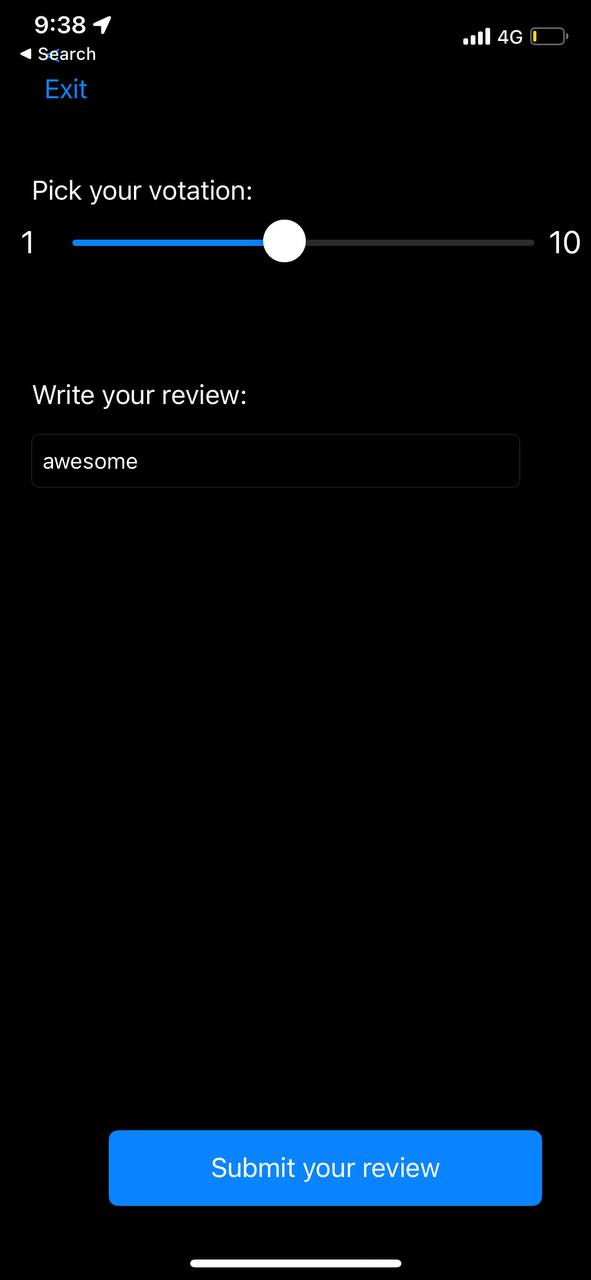 9:38
4G
Search
Exit
Pick your votation:
1
10
Write your review:
awesome
Submit your review